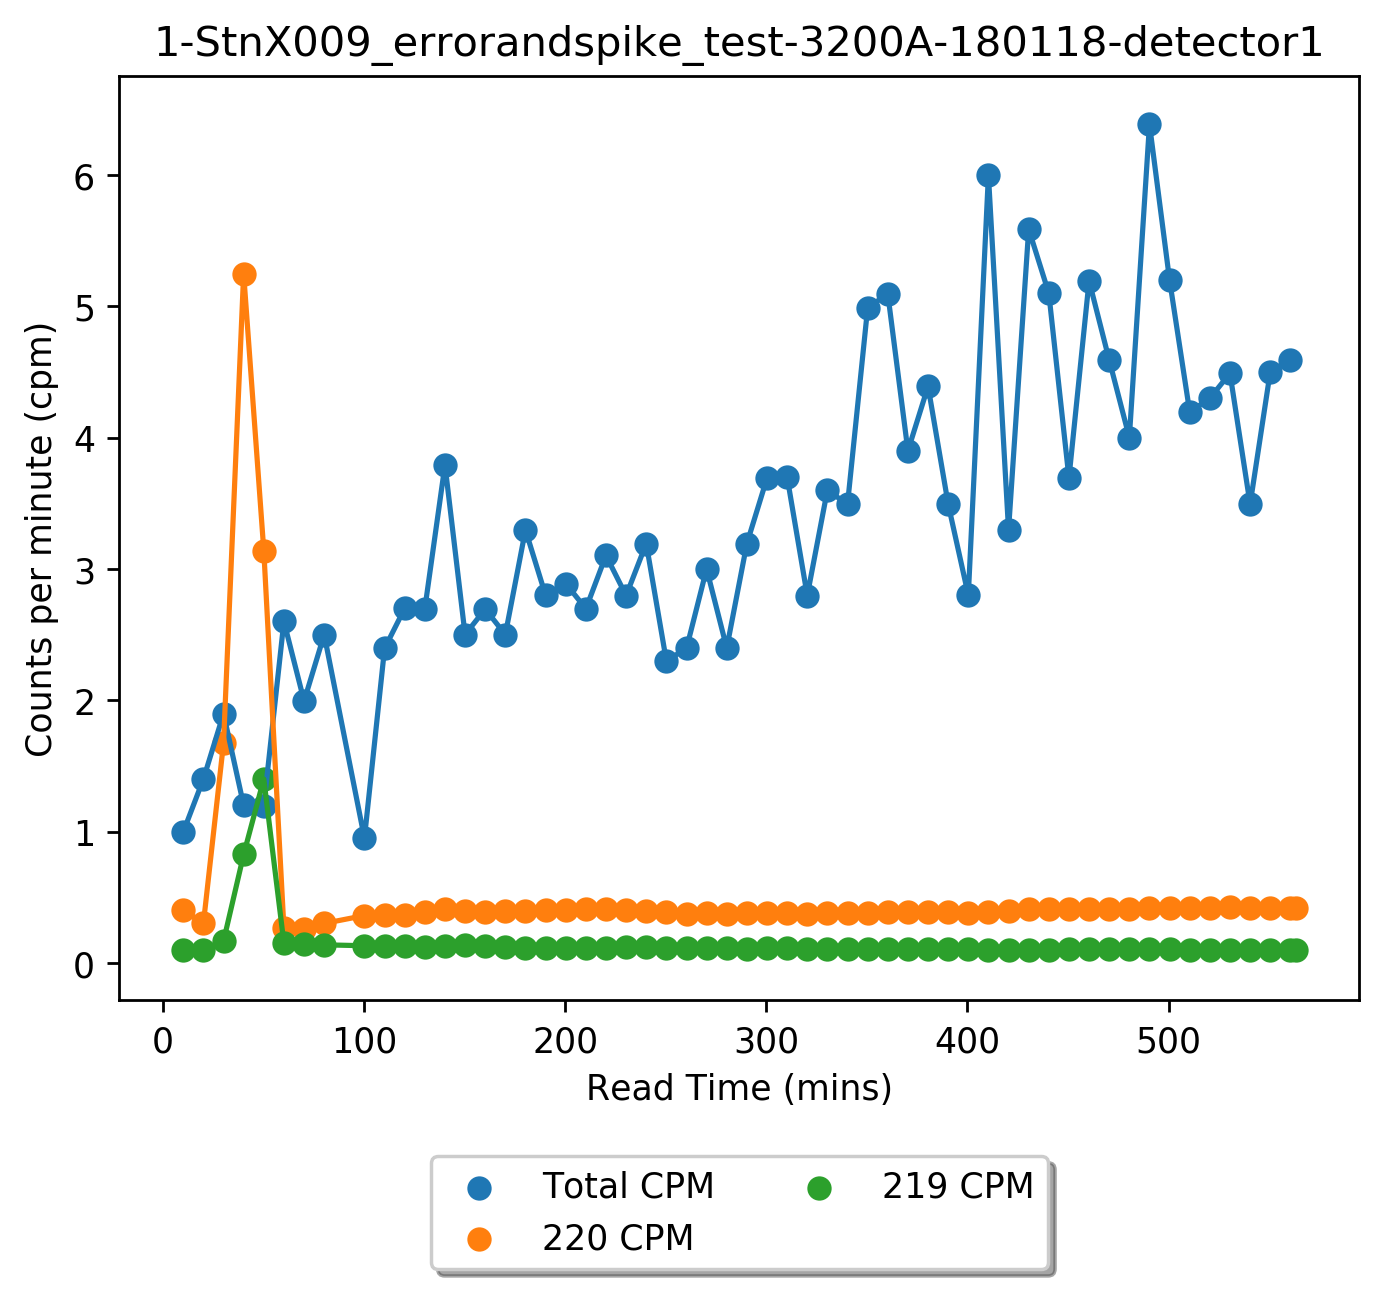 1-StnX009_errorandspike_test-3200A-180118-detector1
Counts per minute (cpm)
6
5
4
3
2
1
0
0 100 200 300 400 500
Read Time (mins)
Total CPM 219 CPM
220 CPM